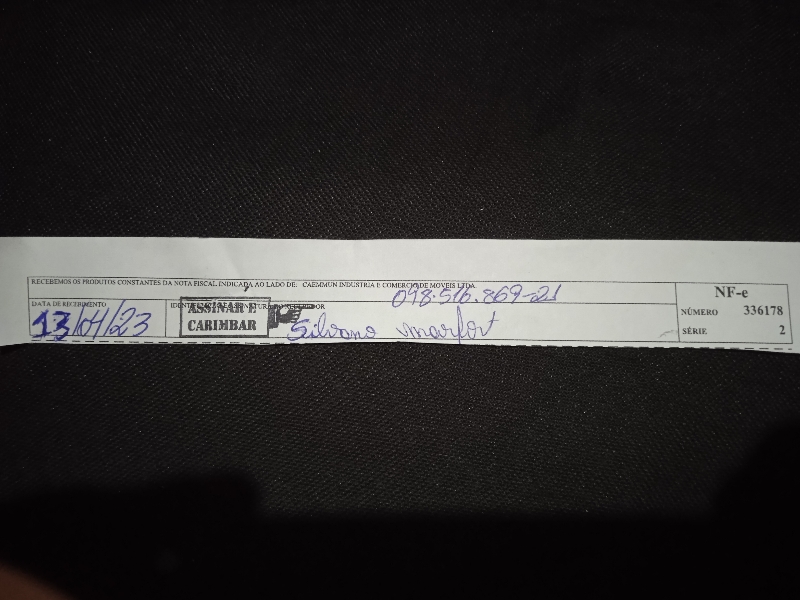 RECEBEMOS OS PRODUTOS CONSTANTES DA NOTA FISCAL INDICADA AO LADO DE: CAEMMUN INDUSTRIA E COMERCIO DE MOVEIS LTDA
098.516.869-21
NF-e
DATA DE RECEBIMENTO
13/04/23
ASSINAR E
CARIMBAR
Silvano
NÚMERO 336178
SÉRIE 2